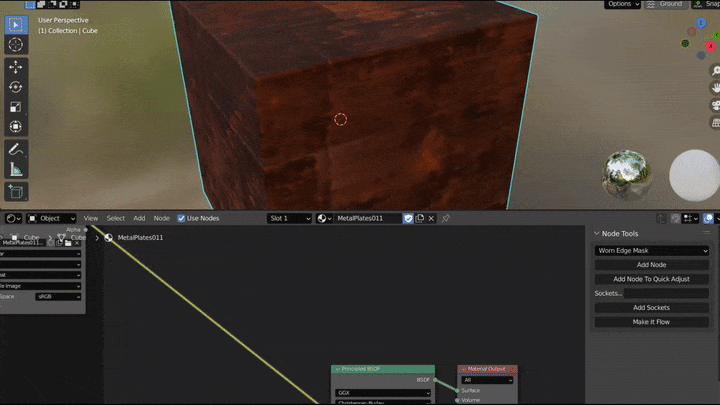 Options
Ground
Snap
User Perspective
(1) Collection | Cube
Z
X
Object
View Select Add Node
Use Nodes
Slot 1
MetalPlates011
Alpha
Cube > Cube > MetalPlates011
MetalPlates011...
Space sRGB
Node Tools
Worn Edge Mask
Add Node
Add Node To Quick Adjust
Sockets...
Add Sockets
Make It Flow
Principled BSDF
BSDF
GGX
Christensen-Burley
Material Output
All
Surface
Volume